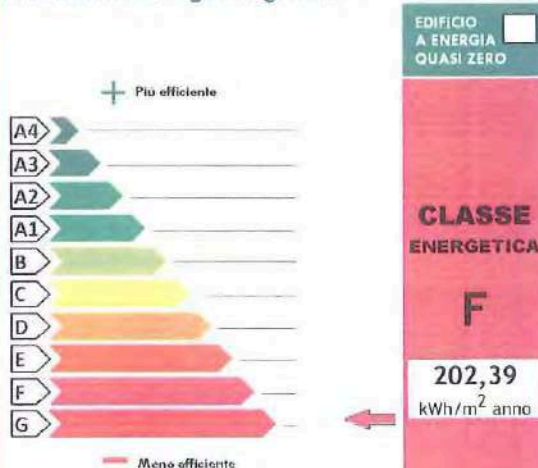 EDIFICIO
A ENERGIA
QUASI ZERO
Più efficiente
A4
A3
A2
A1
B
C
D
E
F
G
Meno efficiente
CLASSE
ENERGETICA
F
202,39
kWh/m² anno